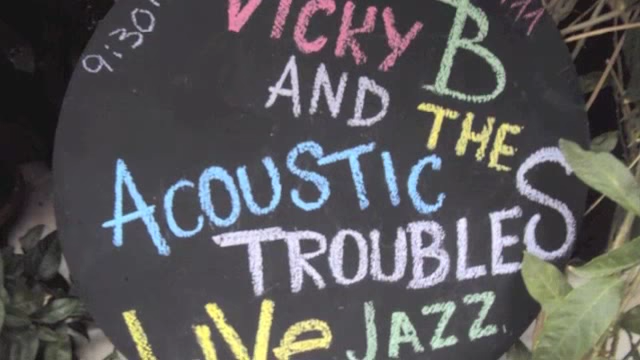 9:30
VICKY B
AND THE
ACOUSTIC
TROUBLES
LIVe JAZZ